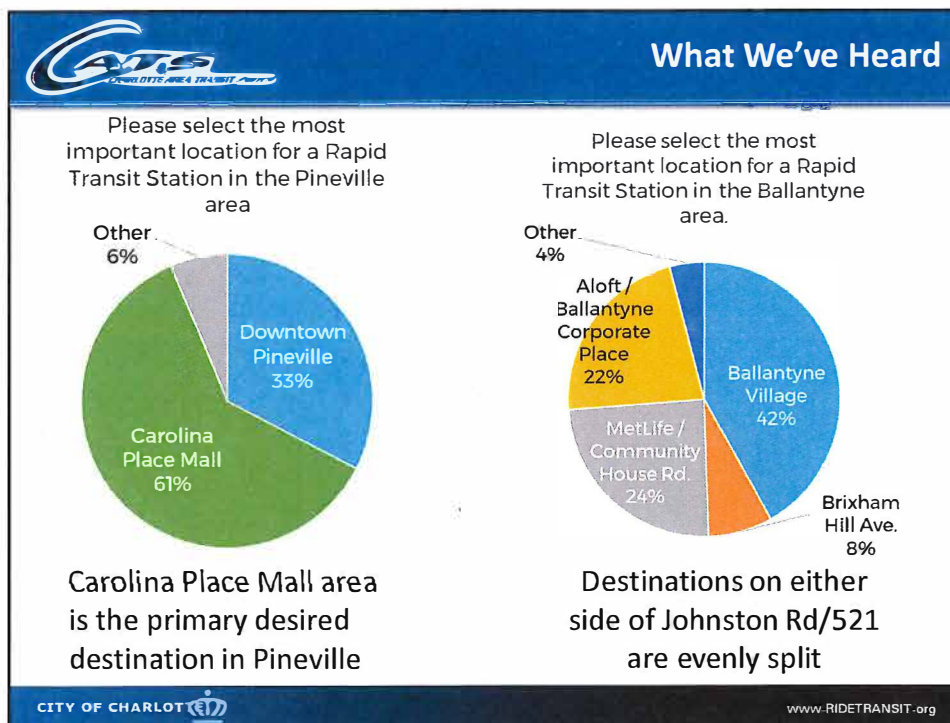 CATS
CHARLOTTE AREA TRANSIT
What We've Heard
Please select the most
important location for a Rapid
Transit Station in the Pineville
area
Other
6%
Downtown
Pineville
33%
Carolina
Place Mall
61%
Carolina Place Mall area
is the primary desired
destination in Pineville
Please select the most
important location for a Rapid
Transit Station in the Ballantyne
area.
Other
4%
Aloft /
Ballantyne
Corporate
Place
22%
Ballantyne
Village
42%
MetLife /
Community
House Rd.
24%
Brixham
Hill Ave.
8%
Destinations on either
side of Johnston Rd/521
are evenly split
CITY OF CHARLOTTE
www.RIDETRANSIT.org